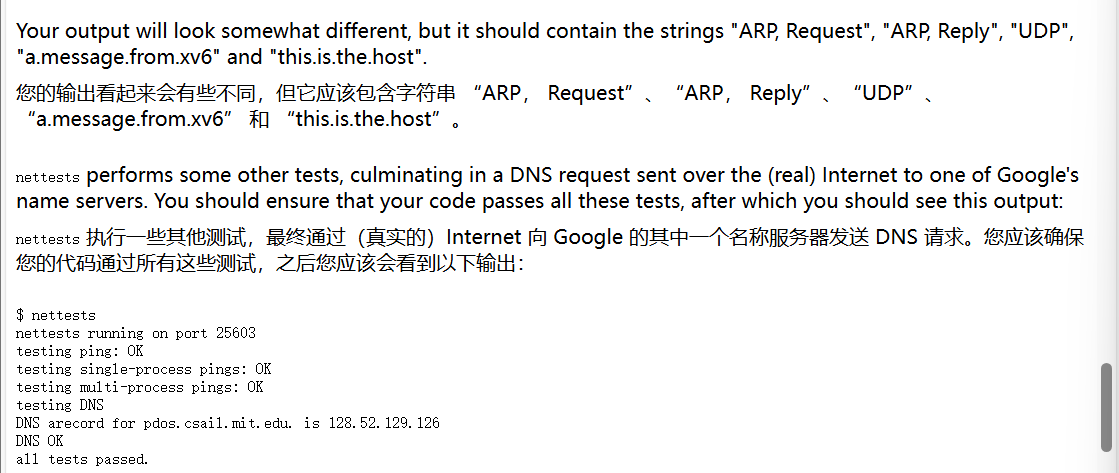 Your output will look somewhat different, but it should contain the strings "ARP, Request", "ARP, Reply", "UDP",
"a.message.from.xv6" and "this.is.the.host".
您的输出看起来会有些不同，但它应该包含字符串 “ARP， Request” 、 “ARP， Reply” 、 “UDP” 、
“a.message.from.xv6” 和 “this.is.the.host” 。
nettests performs some other tests, culminating in a DNS request sent over the (real) Internet to one of Google's
name servers. You should ensure that your code passes all these tests, after which you should see this output:
nettests 执行一些其他测试，最终通过（真实的）Internet 向 Google 的其中一个名称服务器发送 DNS 请求。您应该确保
您的代码通过所有这些测试，之后您应该会看到以下输出：
$ nettests
nettests running on port 25603
testing ping: OK
testing single-process pings: OK
testing multi-process pings: OK
testing DNS
DNS arecord for pdos.csail.mit.edu. is 128.52.129.126
DNS OK
all tests passed.